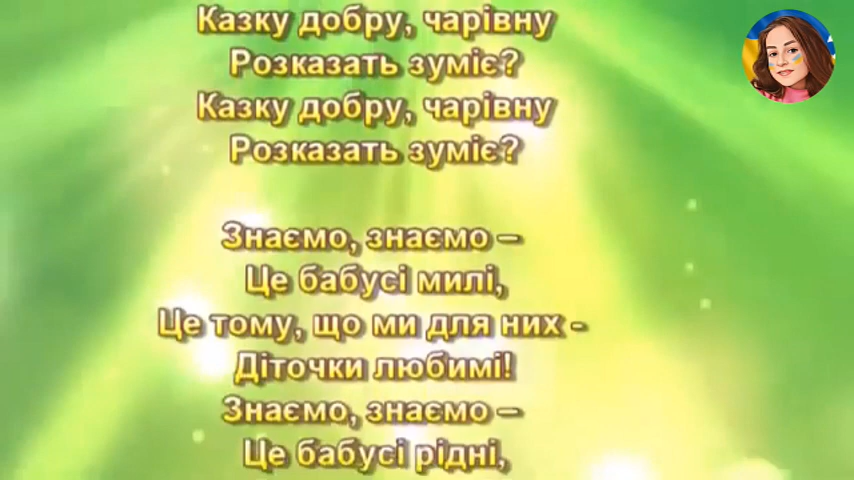 Казку добру, чарівну
Розказать зуміє?
Казку добру, чарівну
Розказать зуміє?
Знаємо, знаємо –
Це бабусі милі,
Це тому, що ми для них -
Діточки любимі!
Знаємо, знаємо –
Це бабусі рідні,